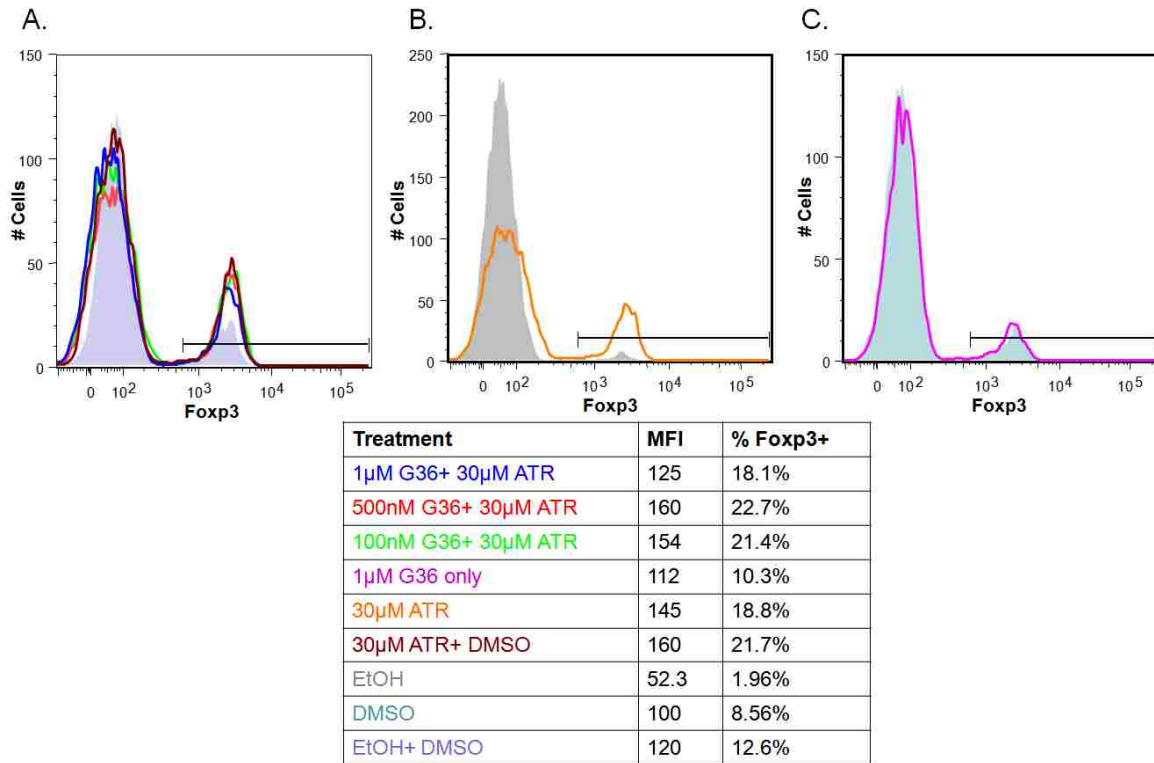 A.
B.
C.
150
100
50
0
# Cells
0 10² 10³ 10⁴ 10⁵
Foxp3
250
200
150
100
50
0
# Cells
0 10² 10³ 10⁴ 10⁵
Foxp3
150
100
50
0
# Cells
0 10² 10³ 10⁴ 10⁵
Foxp3
Treatment MFI % Foxp3+
1µM G36+ 30µM ATR 125 18.1%
500nM G36+ 30µM ATR 160 22.7%
100nM G36+ 30µM ATR 154 21.4%
1µM G36 only 112 10.3%
30µM ATR 145 18.8%
30µM ATR+ DMSO 160 21.7%
EtOH 52.3 1.96%
DMSO 100 8.56%
EtOH+ DMSO 120 12.6%